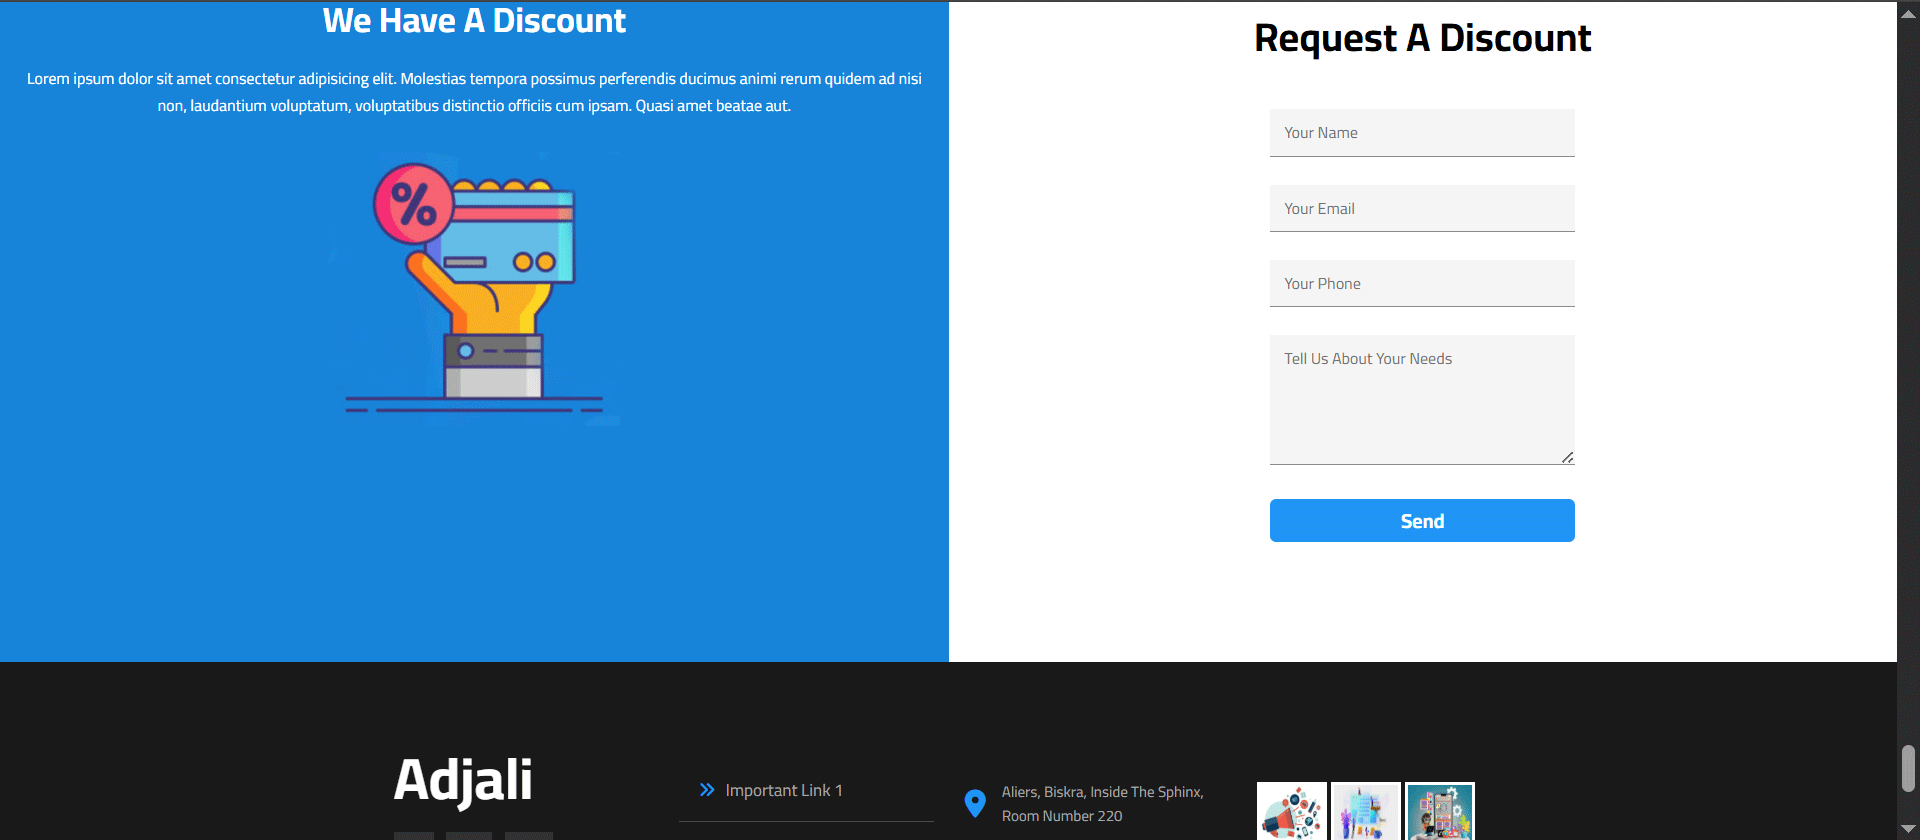 We Have A Discount
Lorem ipsum dolor sit amet consectetur adipisicing elit. Molestias tempora possimus perferendis ducimus animi rerum quidem ad nisi
non, laudantium voluptatum, voluptatibus distinctio officiis cum ipsam. Quasi amet beatae aut.
%
Request A Discount
Your Name
Your Email
Your Phone
Tell Us About Your Needs
Send
Adjali
Important Link 1
Aliers, Biskra, Inside The Sphinx,
Room Number 220